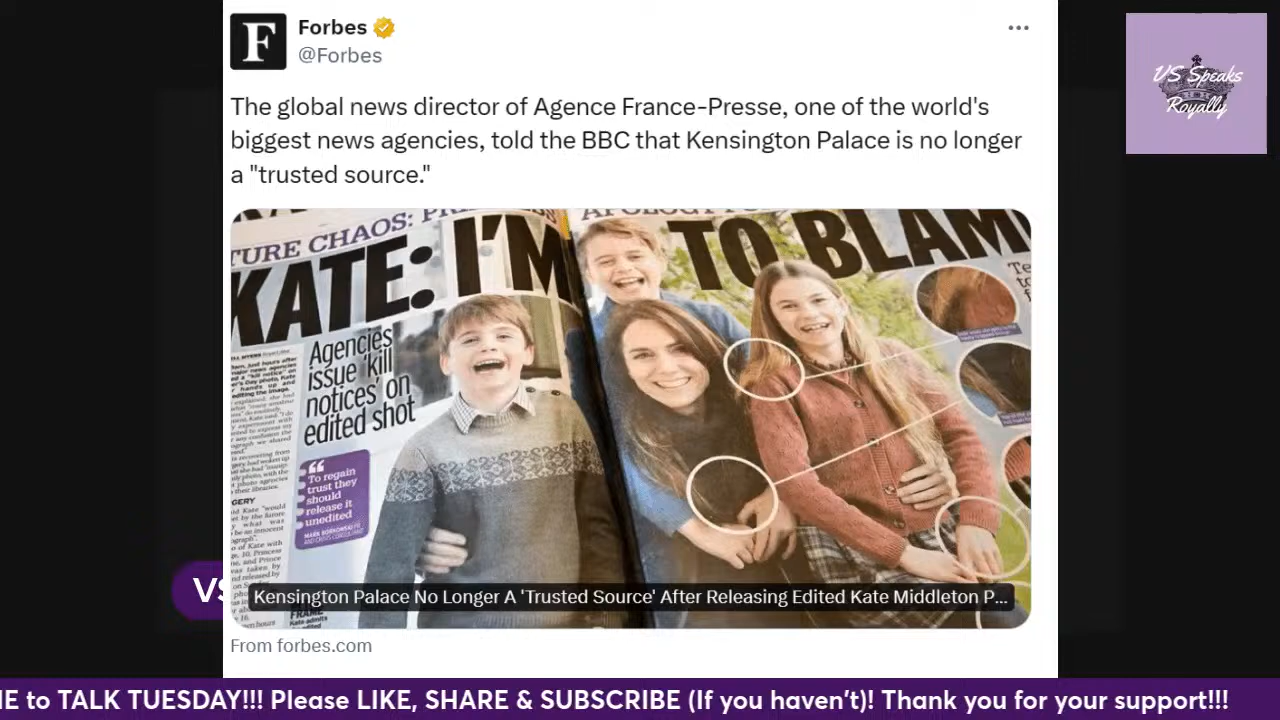 Forbes
@Forbes
VS Speaks
Royally
The global news director of Agence France-Presse, one of the world's
biggest news agencies, told the BBC that Kensington Palace is no longer
a "trusted source."
TURE CHAOS:
KATE: I'M TO BLAM
Agencies
issue 'kill
notices' on
edited shot
“
To regain
trust they
should
release it
unedited
Kensington Palace No Longer A 'Trusted Source' After Releasing Edited Kate Middleton P...
From forbes.com
VS
IE to TALK TUESDAY!!! Please LIKE, SHARE & SUBSCRIBE (If you haven't)! Thank you for your support!!!